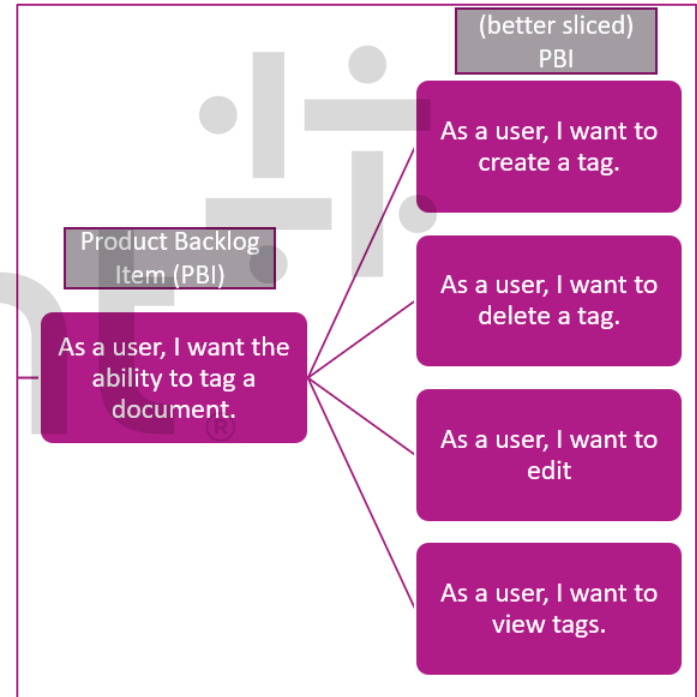 (better sliced)
PBI
As a user, I want to
create a tag.
Product Backlog
Item (PBI)
As a user, I want to
delete a tag.
As a user, I want the
ability to tag a
document.
®
As a user, I want to
edit
As a user, I want to
view tags.